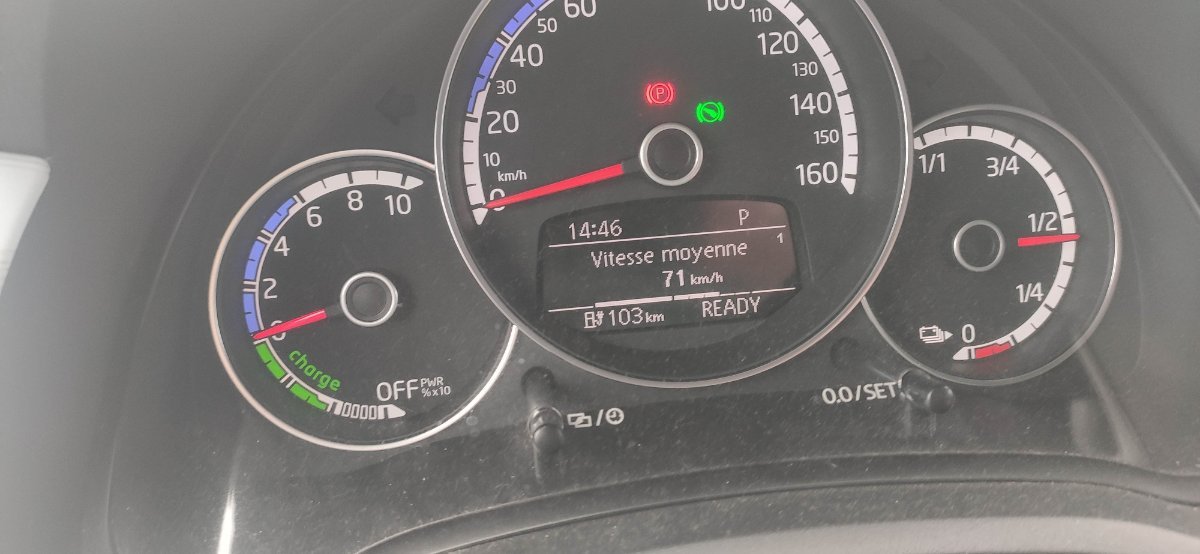 60
50
40
30
20
10
km/h
0
100
110
120
130
140
150
160
P
14:46 P
Vitesse moyenne 1
71 km/h
103 km READY
10
8
6
4
2
0
charge
OFF PWR % x10
1/1
3/4
1/2
1/4
0
/
0.0/SET